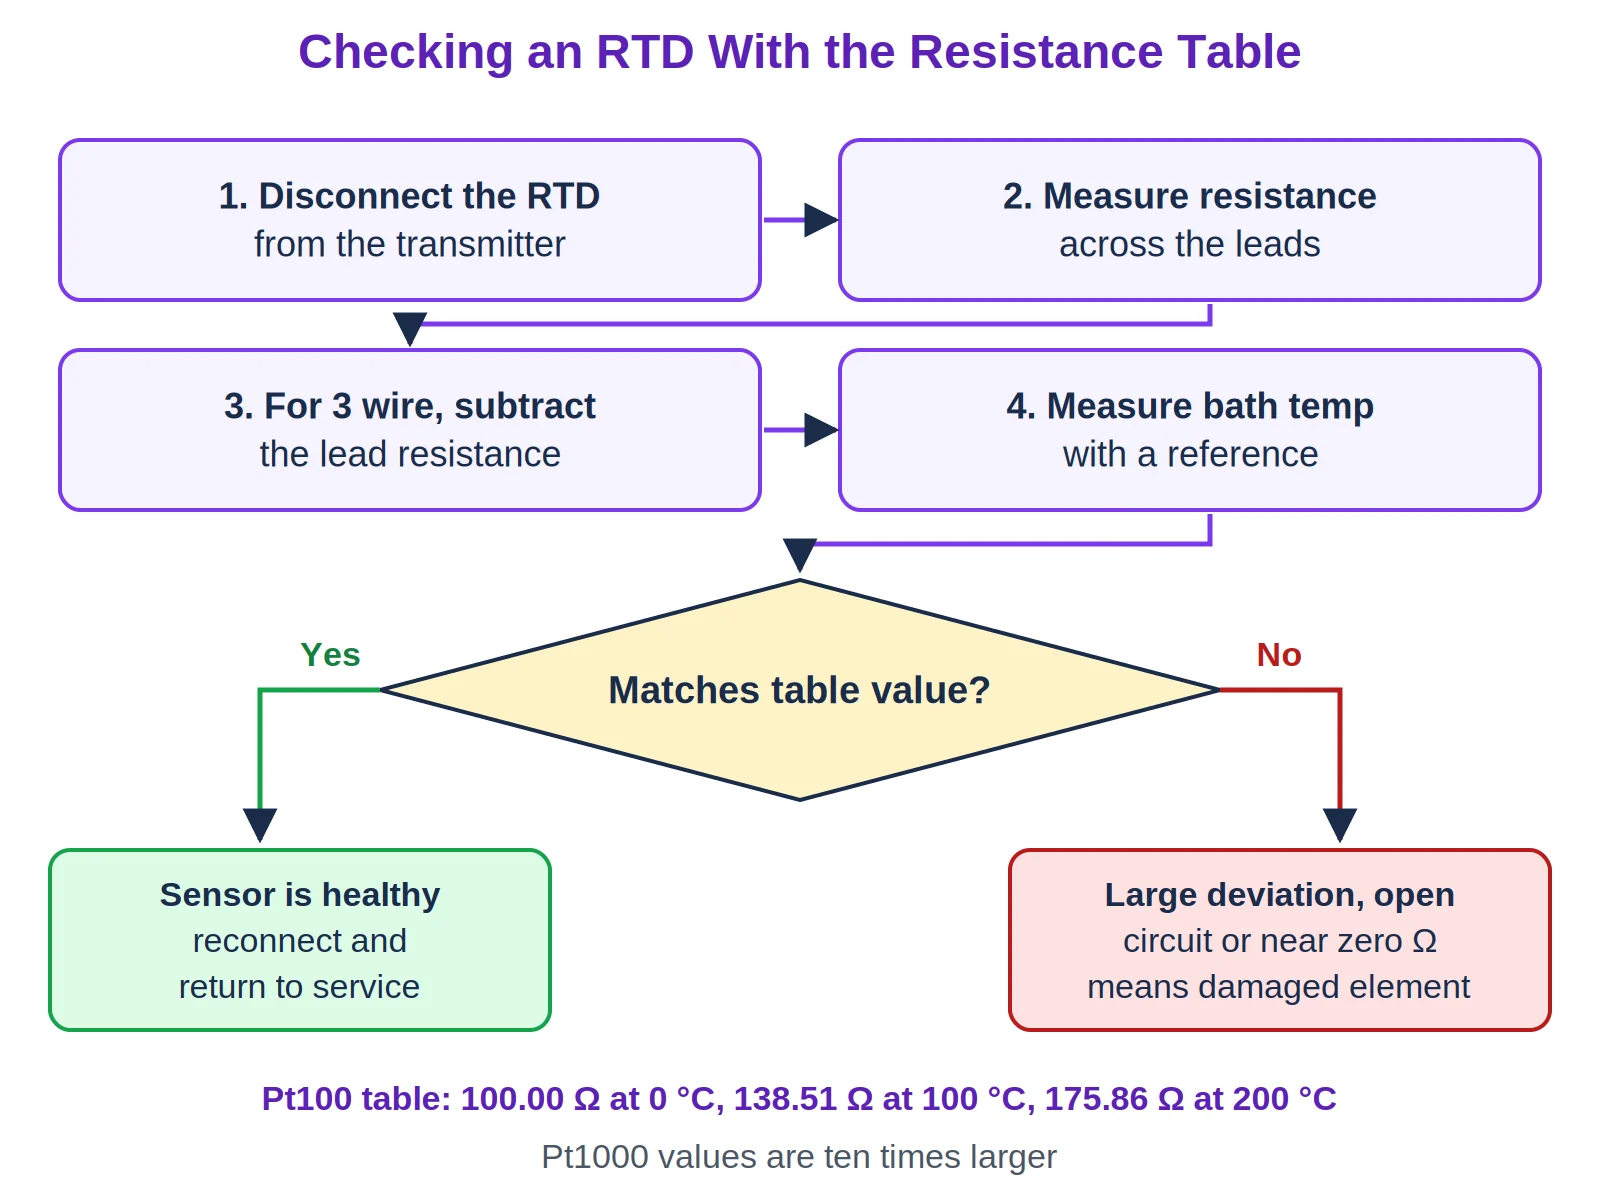 Checking an RTD With the Resistance Table
1. Disconnect the RTD
from the transmitter
2. Measure resistance
across the leads
3. For 3 wire, subtract
the lead resistance
4. Measure bath temp
with a reference
Matches table value?
Yes
No
Sensor is healthy
reconnect and
return to service
Large deviation, open
circuit or near zero Ω
means damaged element
Pt100 table: 100.00 Ω at 0 °C, 138.51 Ω at 100 °C, 175.86 Ω at 200 °C
Pt1000 values are ten times larger